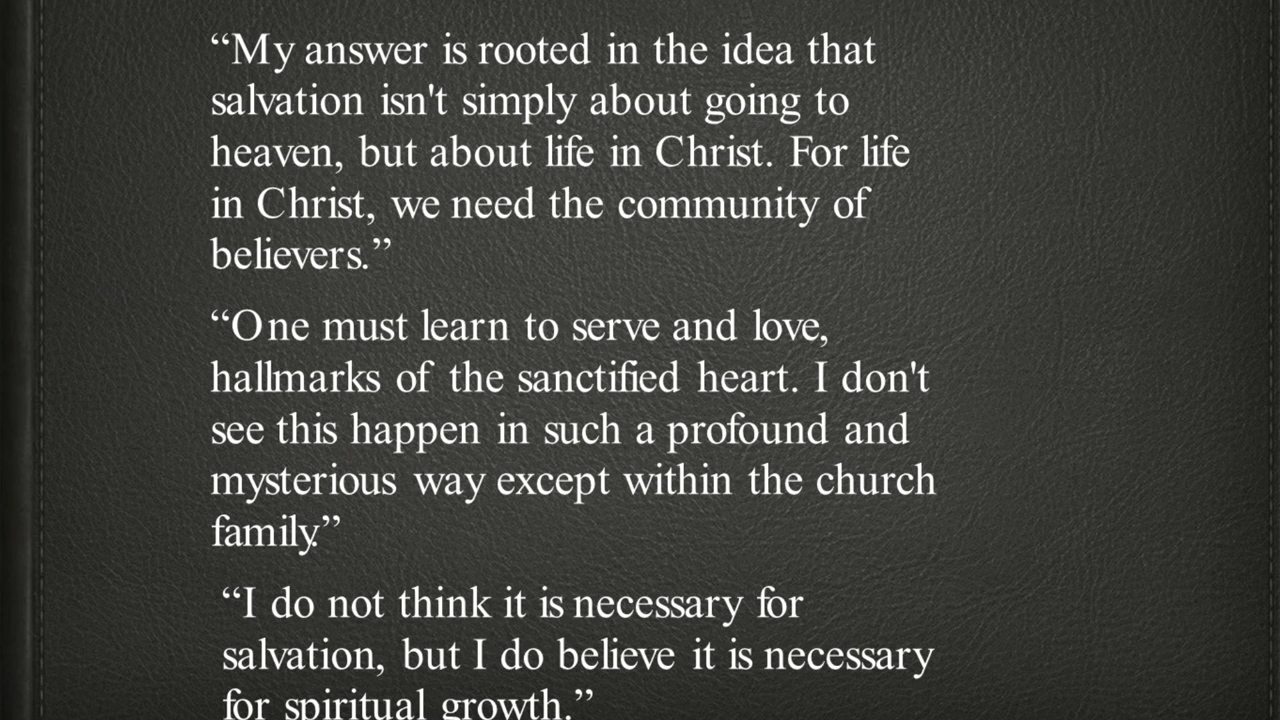 “My answer is rooted in the idea that
salvation isn't simply about going to
heaven, but about life in Christ. For life
in Christ, we need the community of
believers.”
“One must learn to serve and love,
hallmarks of the sanctified heart. I don't
see this happen in such a profound and
mysterious way except within the church
family.”
“I do not think it is necessary for
salvation, but I do believe it is necessary
for spiritual growth.”